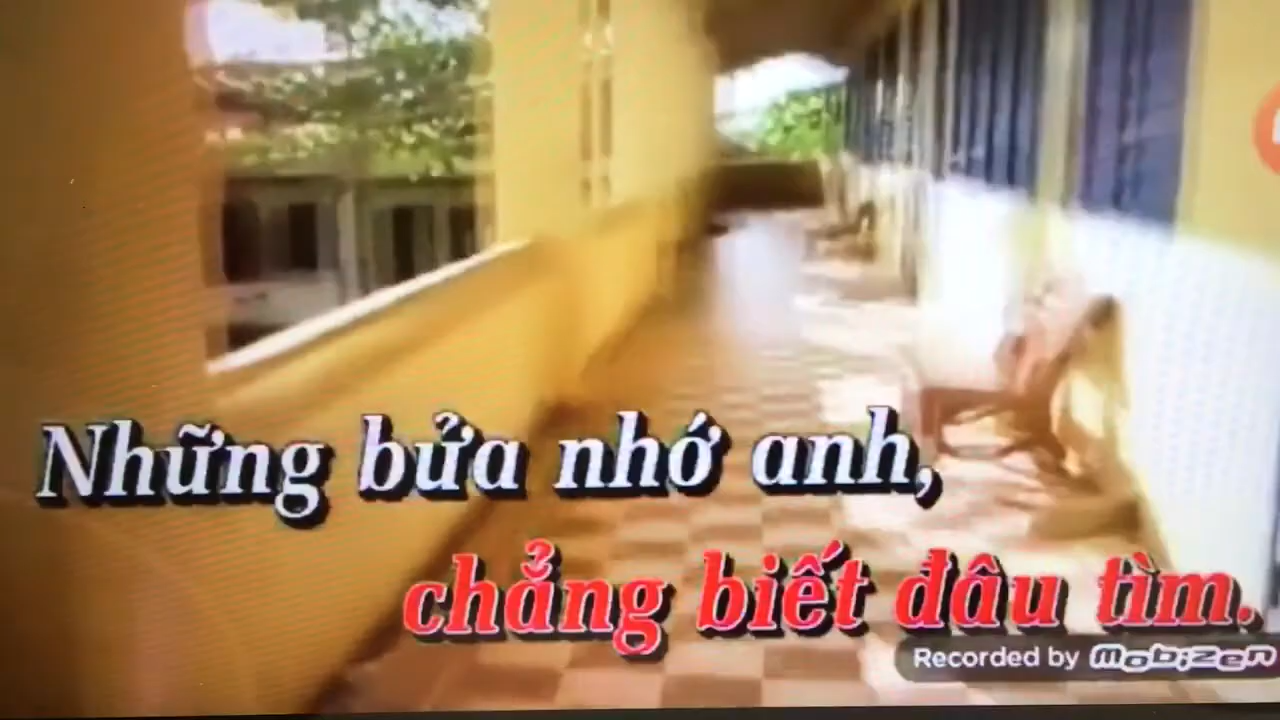 Những bửa nhớ anh,
chẳng biết đâu tìm.
Recorded by mobizen